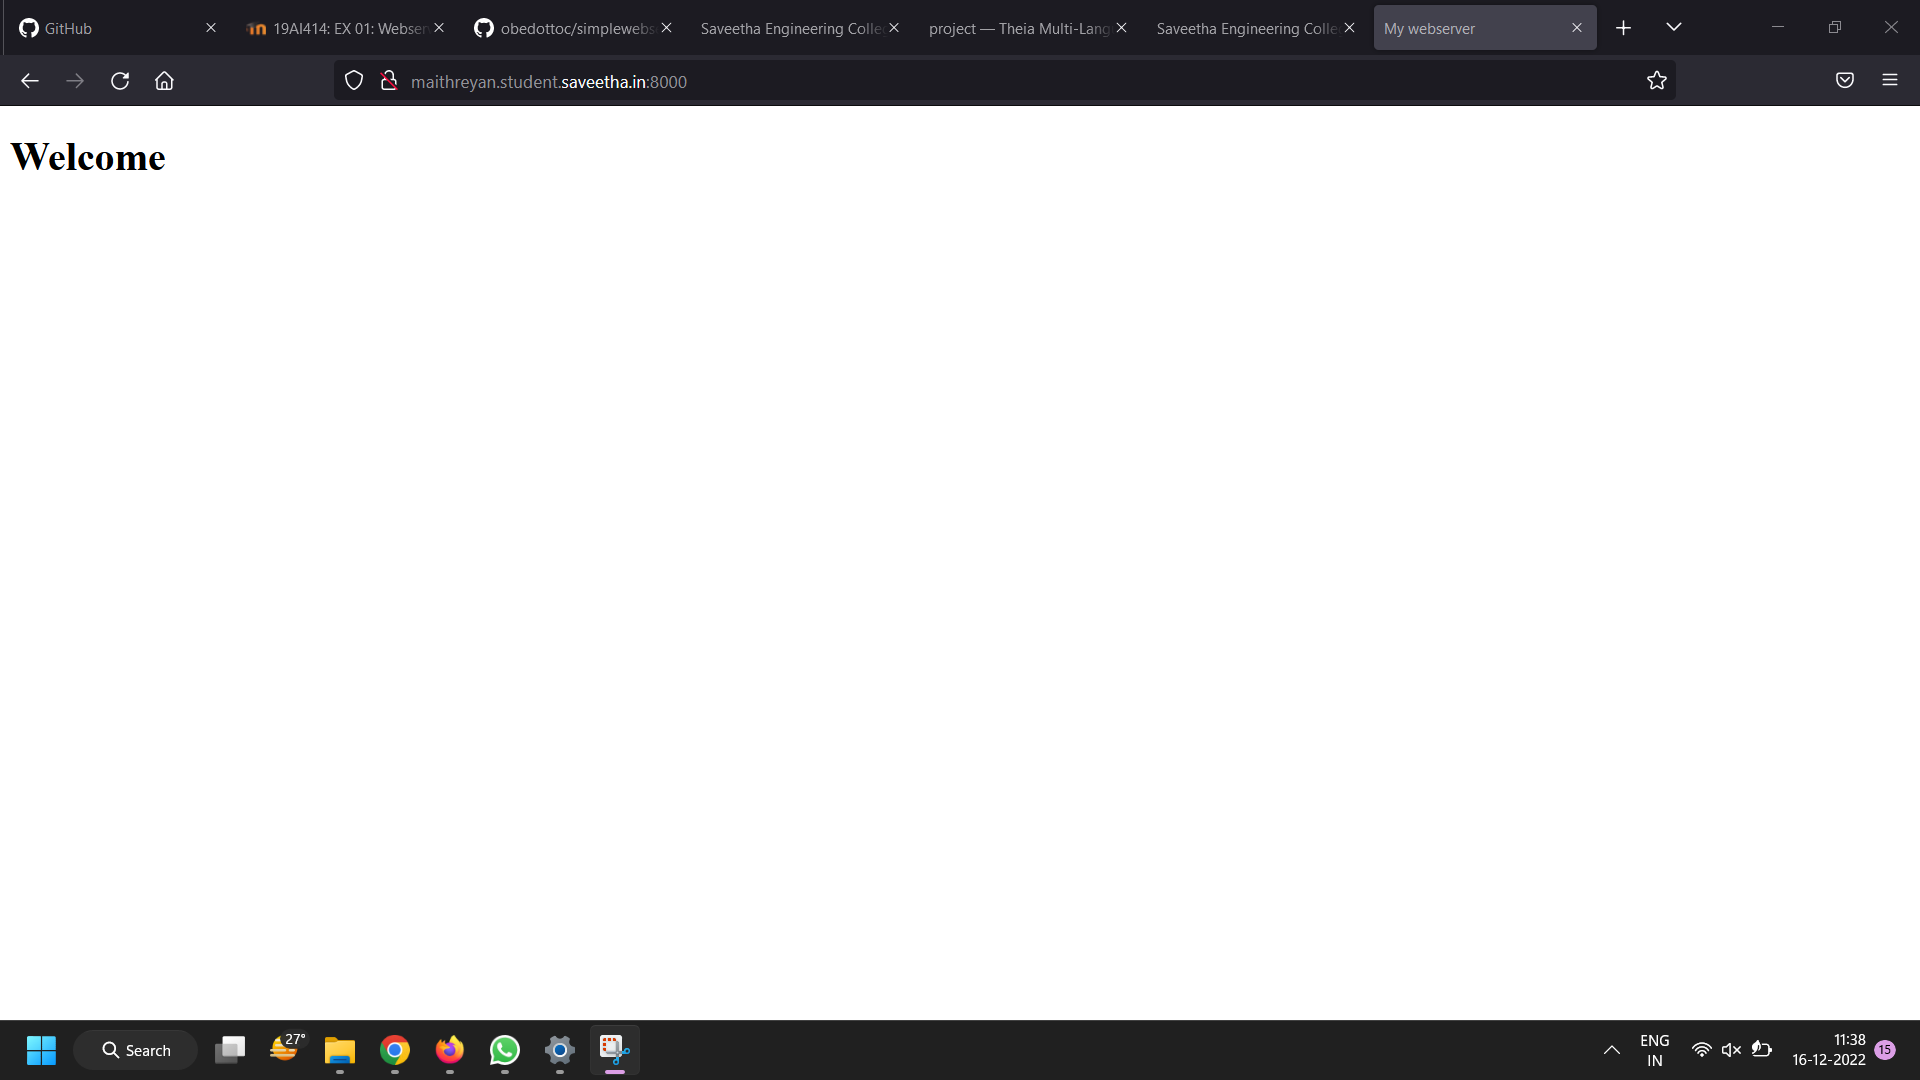 GitHub
19AI414: EX 01: Webser
obedottoc/simplewebs
Saveetha Engineering Colle
project — Theia Multi-Lang
Saveetha Engineering Colle
My webserver
maithreyan.student.saveetha.in:8000
Welcome
Search
27°
ENG
IN
11:38
16-12-2022
15